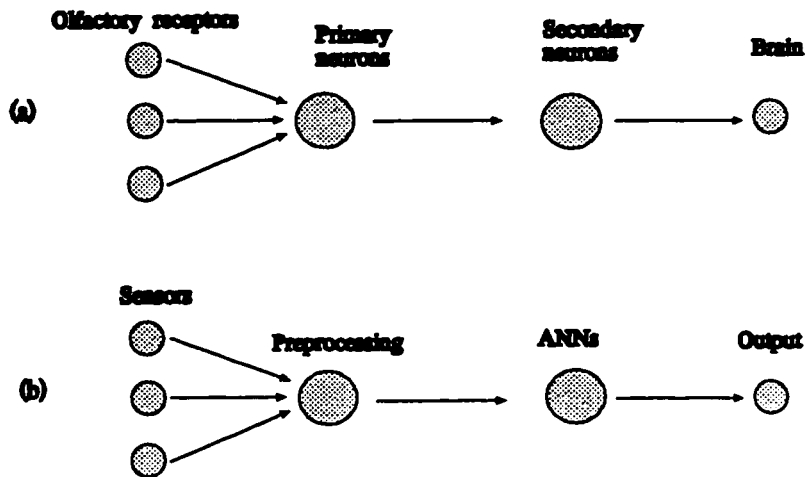 Olfactory receptors
Primary
neurons
Secondary
neurons
Brain
(a)
Sensors
Preprocessing
ANNs
Output
(b)